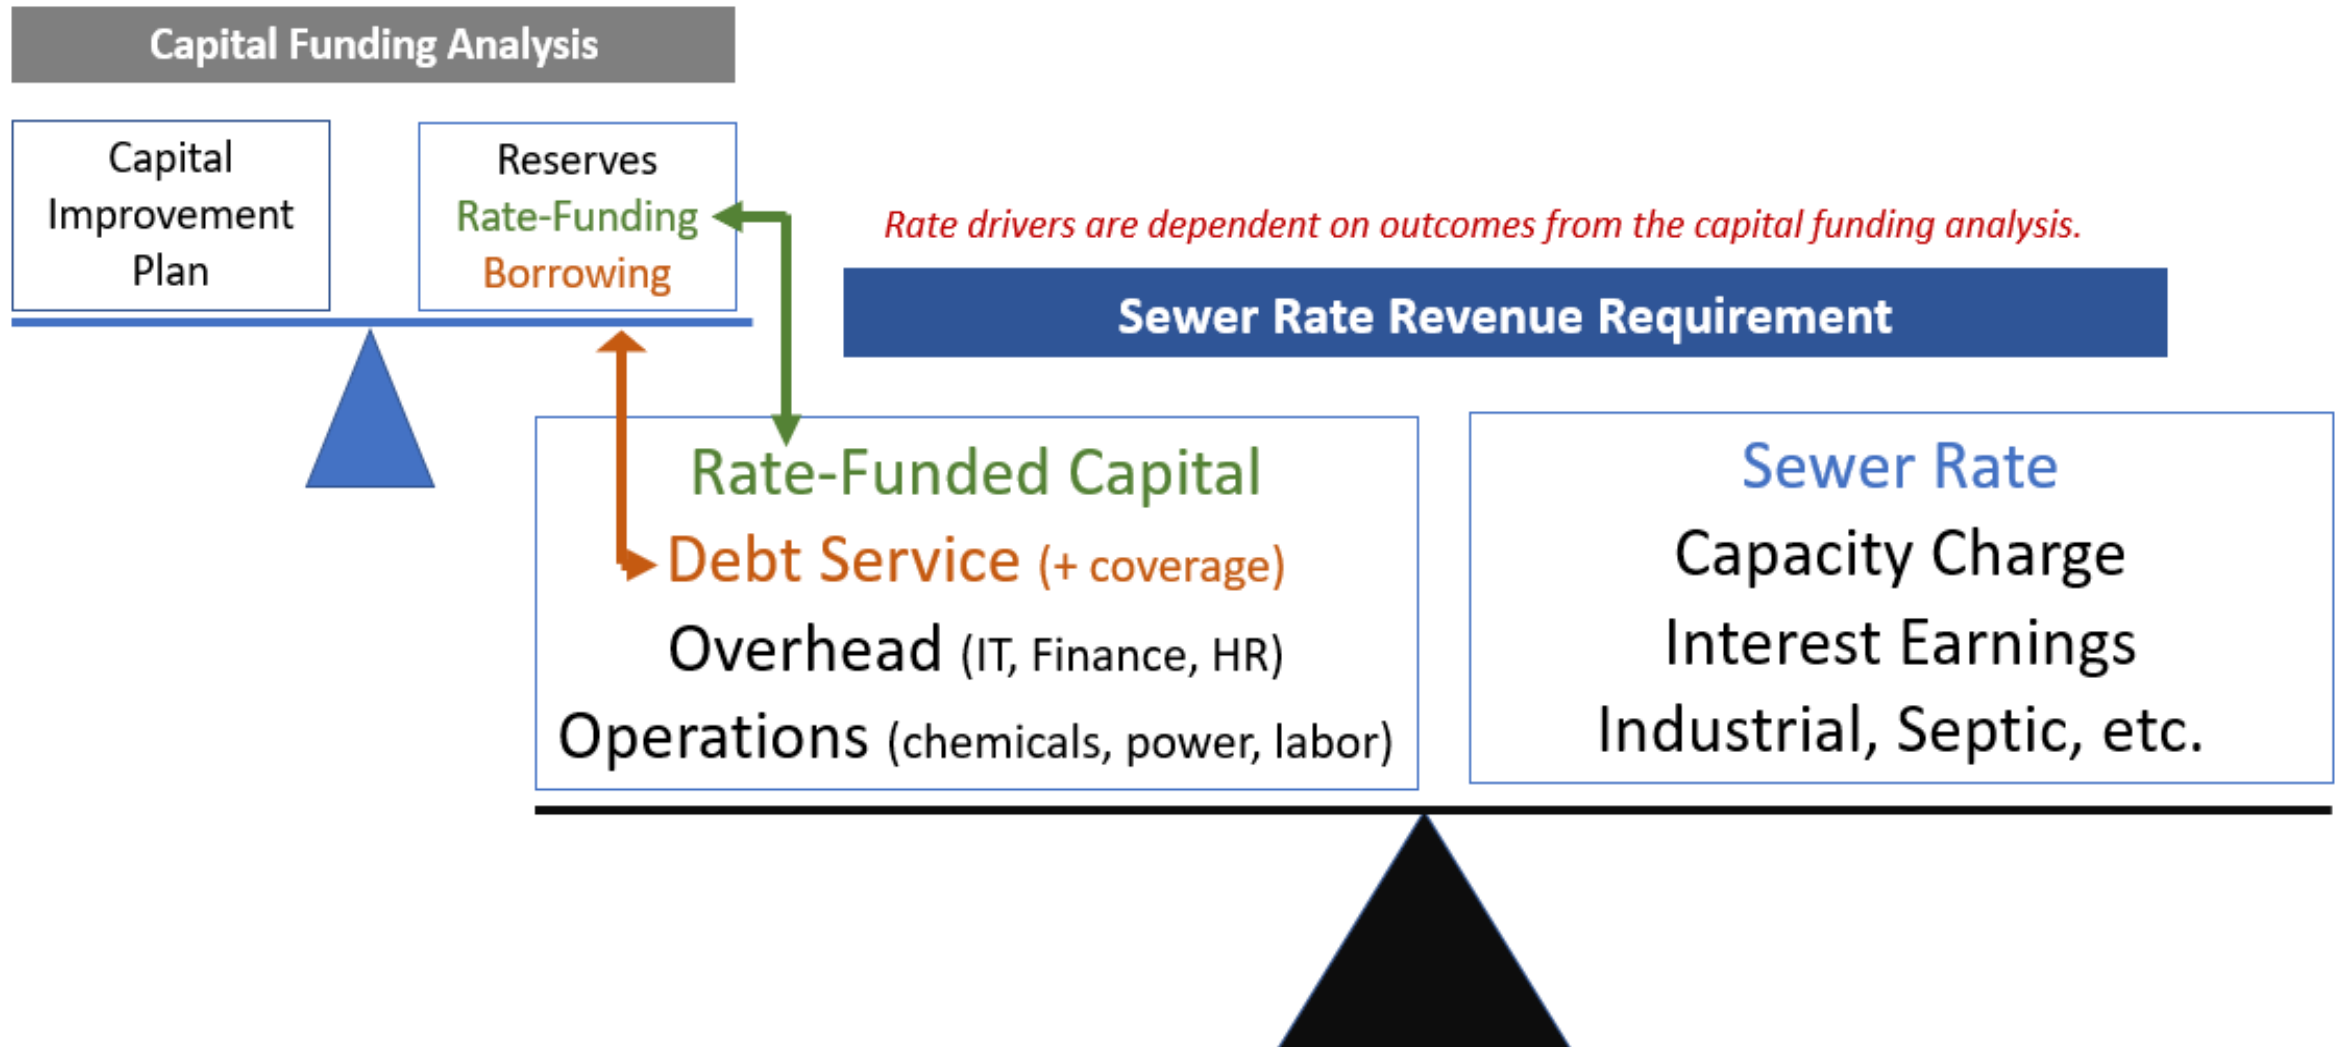 Capital Funding Analysis
Capital
Improvement
Plan
Reserves
Rate-Funding
Borrowing
Rate drivers are dependent on outcomes from the capital funding analysis.
Sewer Rate Revenue Requirement
Rate-Funded Capital
Debt Service (+ coverage)
Overhead (IT, Finance, HR)
Operations (chemicals, power, labor)
Sewer Rate
Capacity Charge
Interest Earnings
Industrial, Septic, etc.